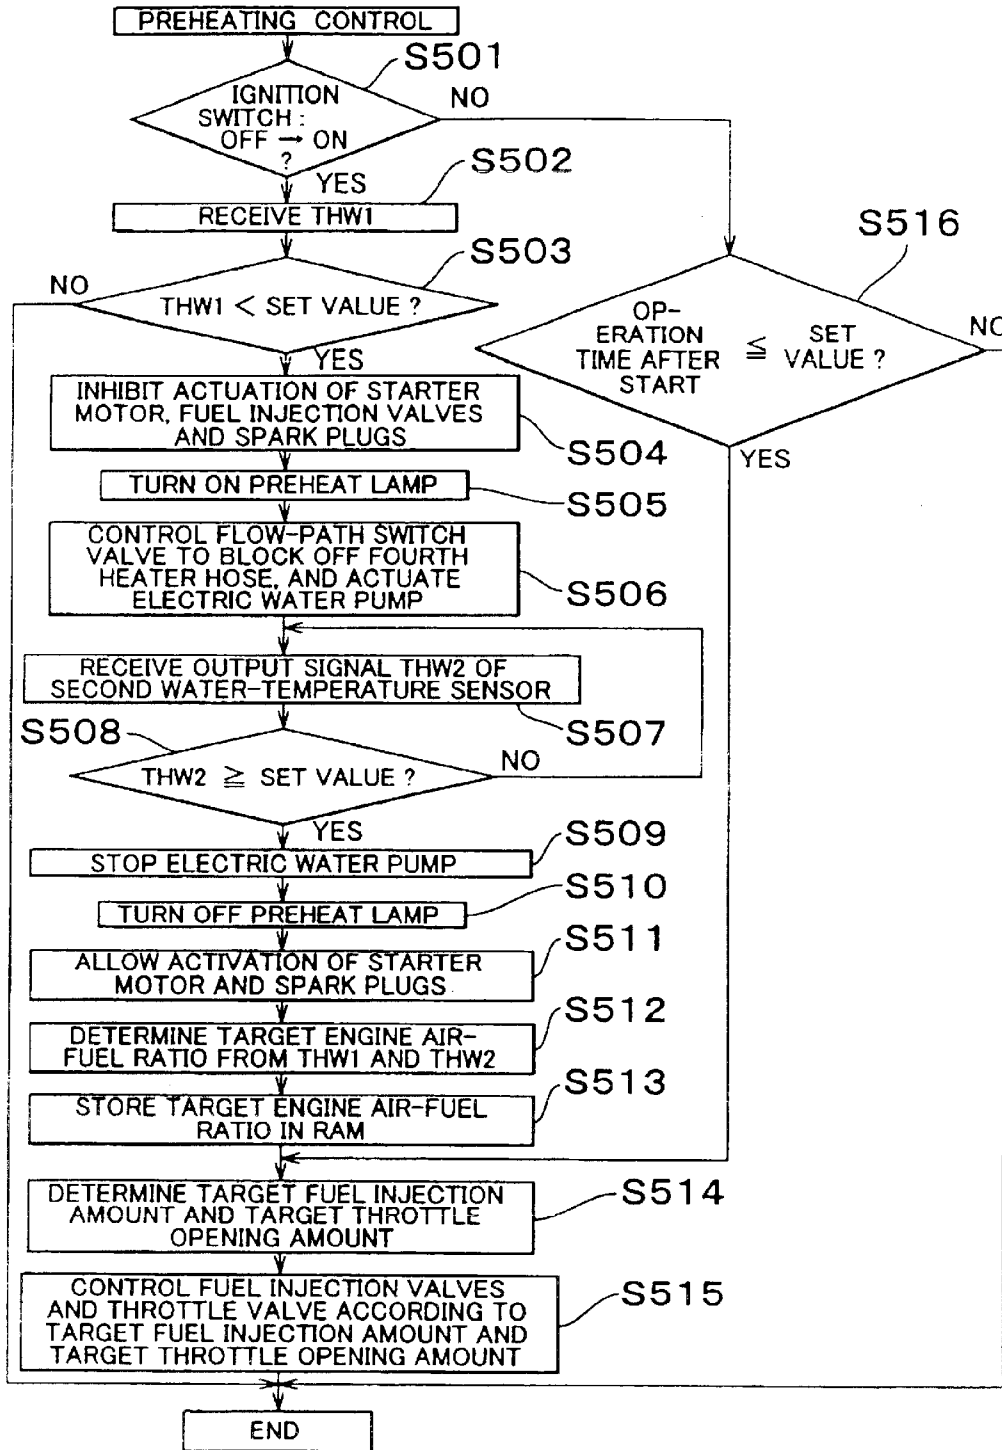 PREHEATING CONTROL
S501
IGNITION
SWITCH :
OFF → ON
?
NO
YES
S502
RECEIVE THW1
S503
NO
THW1 < SET VALUE ?
YES
S516
OP-
ERATION
TIME AFTER
START
≦
SET
VALUE ?
NO
YES
INHIBIT ACTUATION OF STARTER
MOTOR, FUEL INJECTION VALVES
AND SPARK PLUGS
S504
TURN ON PREHEAT LAMP
S505
CONTROL FLOW-PATH SWITCH
VALVE TO BLOCK OFF FOURTH
HEATER HOSE, AND ACTUATE
ELECTRIC WATER PUMP
S506
RECEIVE OUTPUT SIGNAL THW2 OF
SECOND WATER-TEMPERATURE SENSOR
S507
S508
THW2 ≧ SET VALUE ?
NO
YES
S509
STOP ELECTRIC WATER PUMP
S510
TURN OFF PREHEAT LAMP
S511
ALLOW ACTIVATION OF STARTER
MOTOR AND SPARK PLUGS
S512
DETERMINE TARGET ENGINE AIR-
FUEL RATIO FROM THW1 AND THW2
S513
STORE TARGET ENGINE AIR-FUEL
RATIO IN RAM
S514
DETERMINE TARGET FUEL INJECTION
AMOUNT AND TARGET THROTTLE
OPENING AMOUNT
S515
CONTROL FUEL INJECTION VALVES
AND THROTTLE VALVE ACCORDING TO
TARGET FUEL INJECTION AMOUNT AND
TARGET THROTTLE OPENING AMOUNT
END